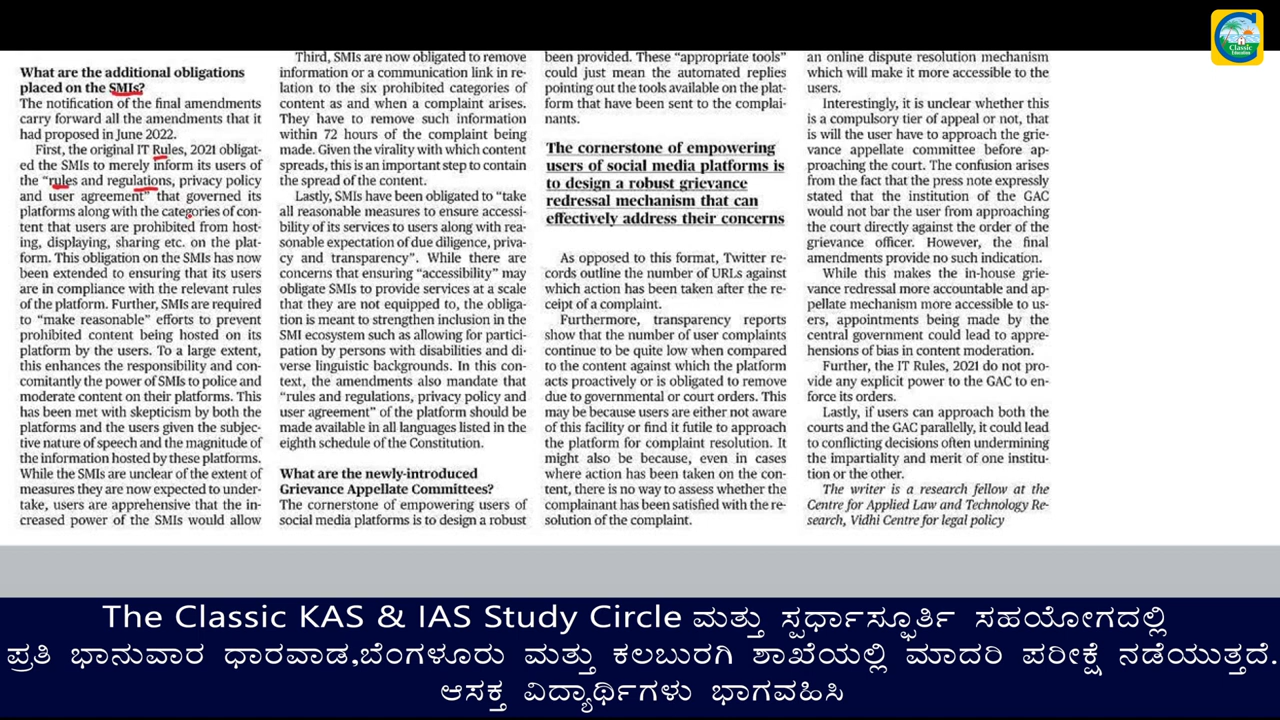 What are the additional obligations
placed on the SMIs?
The notification of the final amendments
carry forward all the amendments that it
had proposed in June 2022.
First, the original IT Rules, 2021 obligat-
ed the SMIs to merely inform its users of
the “rules and regulations, privacy policy
and user agreement” that governed its
platforms along with the categories of con-
tent that users are prohibited from host-
ing, displaying, sharing etc. on the plat-
form. This obligation on the SMIs has now
been extended to ensuring that its users
are in compliance with the relevant rules
of the platform. Further, SMIs are required
to “make reasonable” efforts to prevent
prohibited content being hosted on its
platform by the users. To a large extent,
this enhances the responsibility and con-
comitantly the power of SMIs to police and
moderate content on their platforms. This
has been met with skepticism by both the
platforms and the users given the subjec-
tive nature of speech and the magnitude of
the information hosted by these platforms.
While the SMIs are unclear of the extent of
measures they are now expected to under-
take, users are apprehensive that the in-
creased power of the SMIs would allow
Third, SMIs are now obligated to remove
information or a communication link in re-
lation to the six prohibited categories of
content as and when a complaint arises.
They have to remove such information
within 72 hours of the complaint being
made. Given the virality with which content
spreads, this is an important step to contain
the spread of the content.
Lastly, SMIs have been obligated to “take
all reasonable measures to ensure accessi-
bility of its services to users along with rea-
sonable expectation of due diligence, priva-
cy and transparency”. While there are
concerns that ensuring “accessibility” may
obligate SMIs to provide services at a scale
that they are not equipped to, the obliga-
tion is meant to strengthen inclusion in the
SMI ecosystem such as allowing for partici-
pation by persons with disabilities and di-
verse linguistic backgrounds. In this con-
text, the amendments also mandate that
“rules and regulations, privacy policy and
user agreement” of the platform should be
made available in all languages listed in the
eighth schedule of the Constitution.
What are the newly-introduced
Grievance Appellate Committees?
The cornerstone of empowering users of
social media platforms is to design a robust
been provided. These “appropriate tools”
could just mean the automated replies
pointing out the tools available on the plat-
form that have been sent to the complai-
nants.
The cornerstone of empowering
users of social media platforms is
to design a robust grievance
redressal mechanism that can
effectively address their concerns
As opposed to this format, Twitter re-
cords outline the number of URLs against
which action has been taken after the re-
ceipt of a complaint.
Furthermore, transparency reports
show that the number of user complaints
continue to be quite low when compared
to the content against which the platform
acts proactively or is obligated to remove
due to governmental or court orders. This
may be because users are either not aware
of this facility or find it futile to approach
the platform for complaint resolution. It
might also be because, even in cases
where action has been taken on the con-
tent, there is no way to assess whether the
complainant has been satisfied with the re-
solution of the complaint.
an online dispute resolution mechanism
which will make it more accessible to the
users.
Interestingly, it is unclear whether this
is a compulsory tier of appeal or not, that
is will the user have to approach the grie-
vance appellate committee before ap-
proaching the court. The confusion arises
from the fact that the press note expressly
stated that the institution of the GAC
would not bar the user from approaching
the court directly against the order of the
grievance officer. However, the final
amendments provide no such indication.
While this makes the in-house grie-
vance redressal more accountable and ap-
pellate mechanism more accessible to us-
ers, appointments being made by the
central government could lead to appre-
hensions of bias in content moderation.
Further, the IT Rules, 2021 do not pro-
vide any explicit power to the GAC to en-
force its orders.
Lastly, if users can approach both the
courts and the GAC parallelly, it could lead
to conflicting decisions often undermining
the impartiality and merit of one institu-
tion or the other.
The writer is a research fellow at the
Centre for Applied Law and Technology Re-
search, Vidhi Centre for legal policy
Classic
Education
The Classic KAS & IAS Study Circle ಮತ್ತು ಸ್ಪರ್ಧಾಸ್ಫೂರ್ತಿ ಸಹಯೋಗದಲ್ಲಿ
ಪ್ರತಿ ಭಾನುವಾರ ಧಾರವಾಡ,ಬೆಂಗಳೂರು ಮತ್ತು ಕಲಬುರಗಿ ಶಾಖೆಯಲ್ಲಿ ಮಾದರಿ ಪರೀಕ್ಷೆ ನಡೆಯುತ್ತದೆ.
ಆಸಕ್ತ ವಿದ್ಯಾರ್ಥಿಗಳು ಭಾಗವಹಿಸಿ